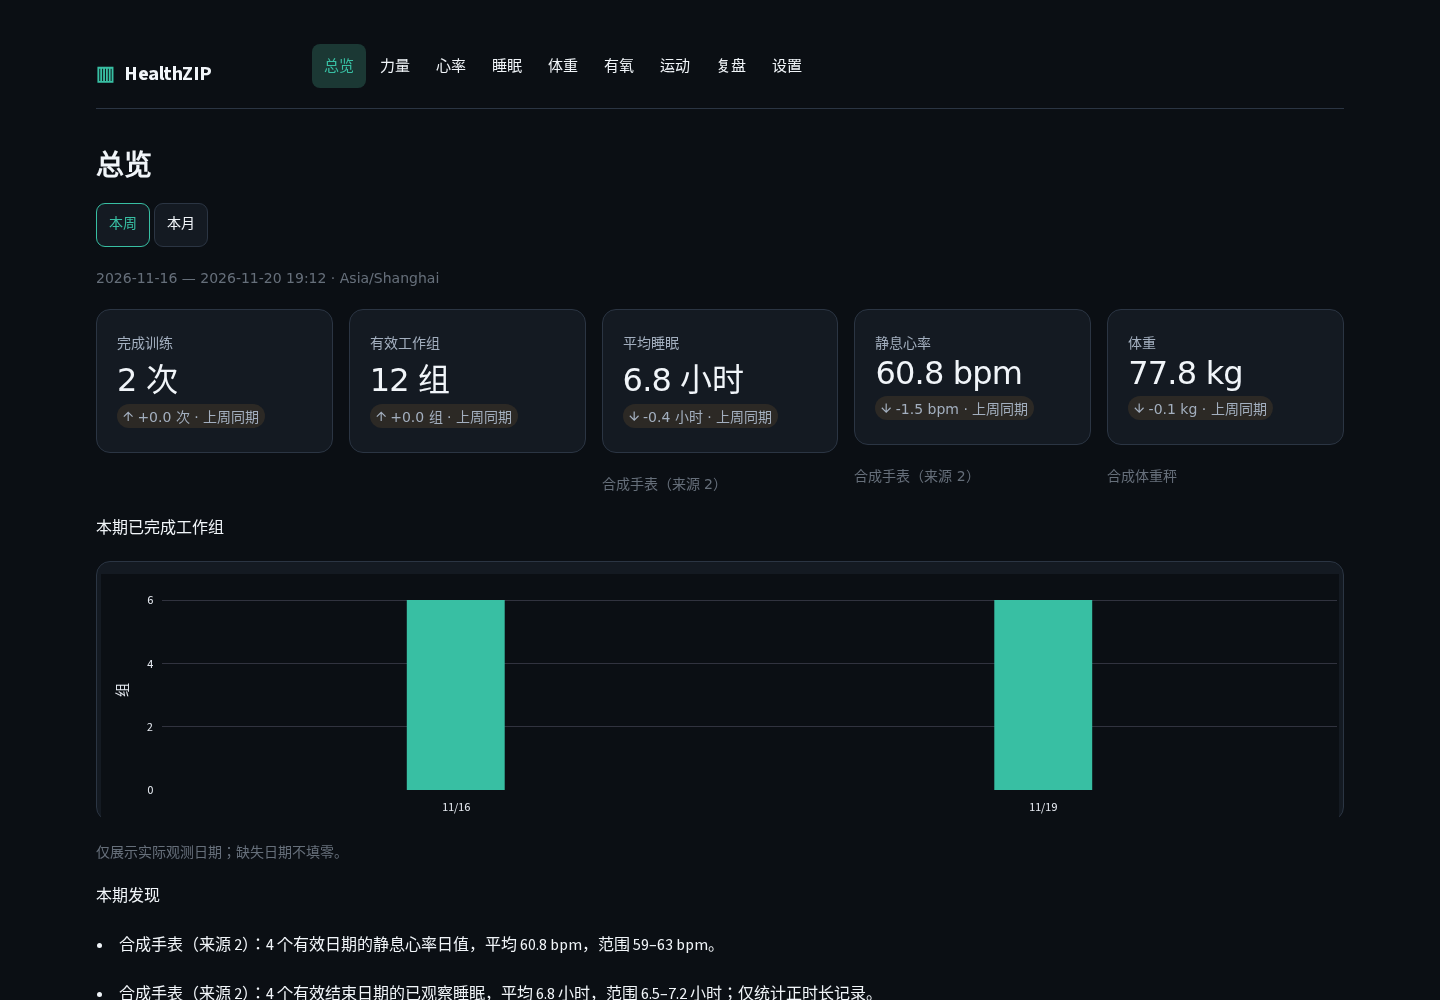 HealthZIP
总览 力量 心率 睡眠 体重 有氧 运动 复盘 设置
总览
本周 本月
2026-11-16 — 2026-11-20 19:12 · Asia/Shanghai
完成训练
2 次
↑ +0.0 次 · 上周同期
有效工作组
12 组
↑ +0.0 组 · 上周同期
平均睡眠
6.8 小时
↓ -0.4 小时 · 上周同期
合成手表（来源 2）
静息心率
60.8 bpm
↓ -1.5 bpm · 上周同期
合成手表（来源 2）
体重
77.8 kg
↓ -0.1 kg · 上周同期
合成体重秤
本期已完成工作组
组
6
4
2
0
11/16 11/19
仅展示实际观测日期；缺失日期不填零。
本期发现
• 合成手表（来源 2）：4 个有效日期的静息心率日值，平均 60.8 bpm，范围 59–63 bpm。
• 合成手表（来源 2）：4 个有效结束日期的已观察睡眠，平均 6.8 小时，范围 6.5–7.2 小时；仅统计正时长记录。